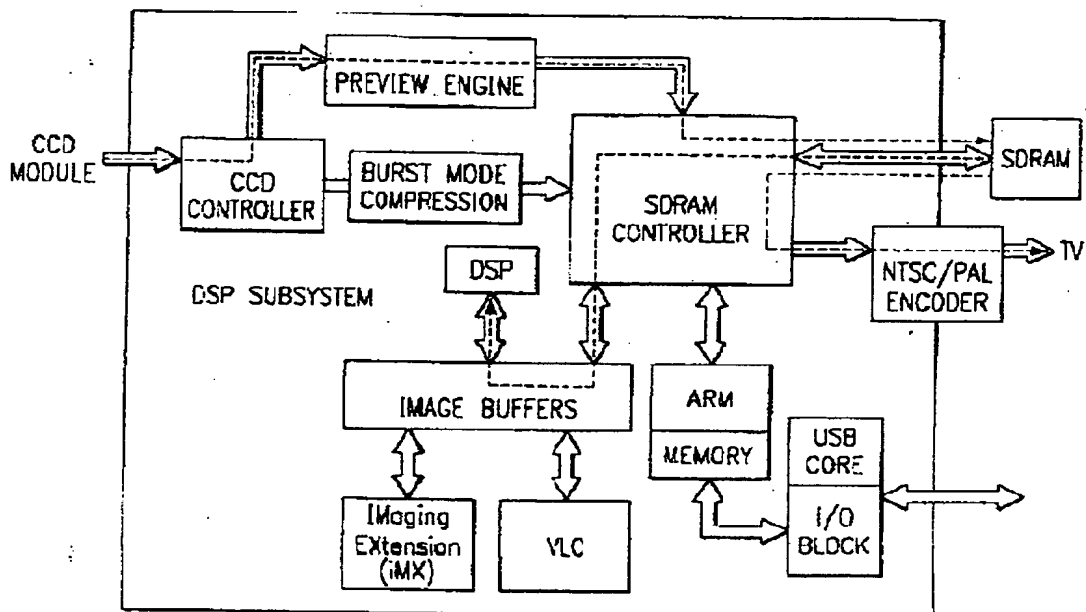 PREVIEW ENGINE
CCD
MODULE
CCD
CONTROLLER
BURST MODE
COMPRESSION
SDRAM
CONTROLLER
SDRAM
NTSC/PAL
ENCODER
TV
DSP
DSP SUBSYSTEM
IMAGE BUFFERS
ARM
MEMORY
USB
CORE
I/O
BLOCK
IMaging
EXtension
(iMX)
VLC